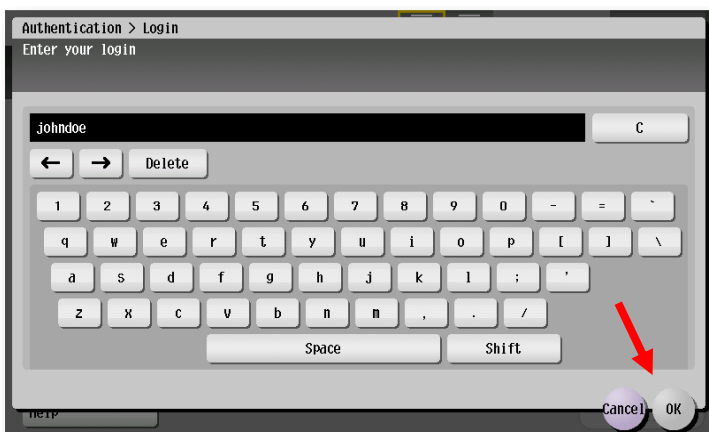 Authentication > Login
Enter your login
johndoe
C
← → Delete
1 2 3 4 5 6 7 8 9 0 - = `
q w e r t y u i o p [ ] \
a s d f g h j k l ; '
z x c v b n m , . /
Space Shift
Help
Cancel OK